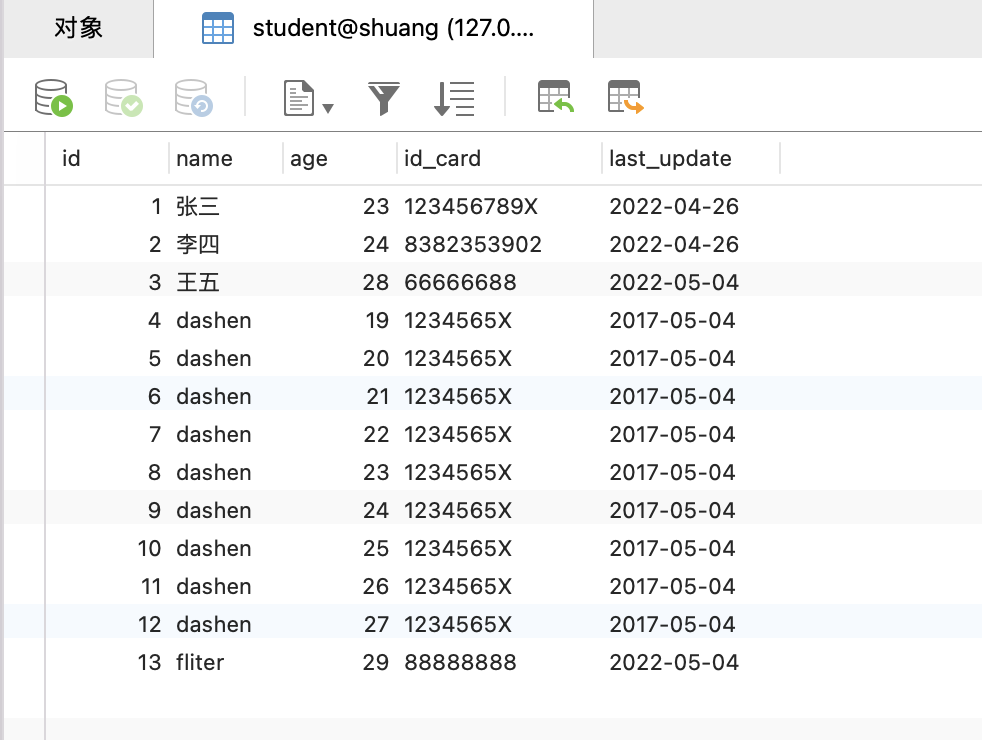 对象 student@shuang (127.0....
id name age id_card last_update
1 张三 23 123456789X 2022-04-26
2 李四 24 8382353902 2022-04-26
3 王五 28 66666688 2022-05-04
4 dashen 19 1234565X 2017-05-04
5 dashen 20 1234565X 2017-05-04
6 dashen 21 1234565X 2017-05-04
7 dashen 22 1234565X 2017-05-04
8 dashen 23 1234565X 2017-05-04
9 dashen 24 1234565X 2017-05-04
10 dashen 25 1234565X 2017-05-04
11 dashen 26 1234565X 2017-05-04
12 dashen 27 1234565X 2017-05-04
13 fliter 29 88888888 2022-05-04